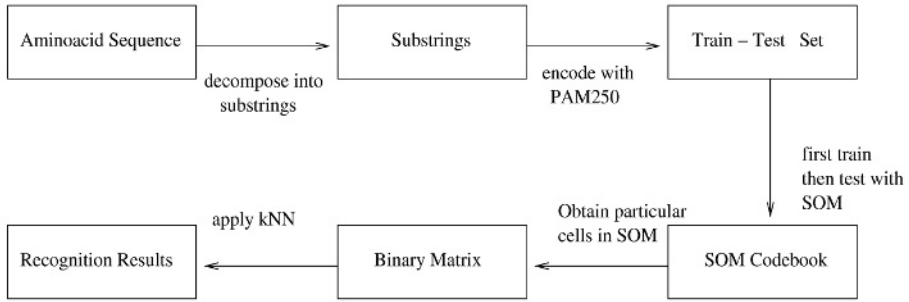 Aminoacid Sequence
decompose into
substrings
Substrings
encode with
PAM250
Train – Test Set
first train
then test with
SOM
SOM Codebook
Obtain particular
cells in SOM
Binary Matrix
apply kNN
Recognition Results